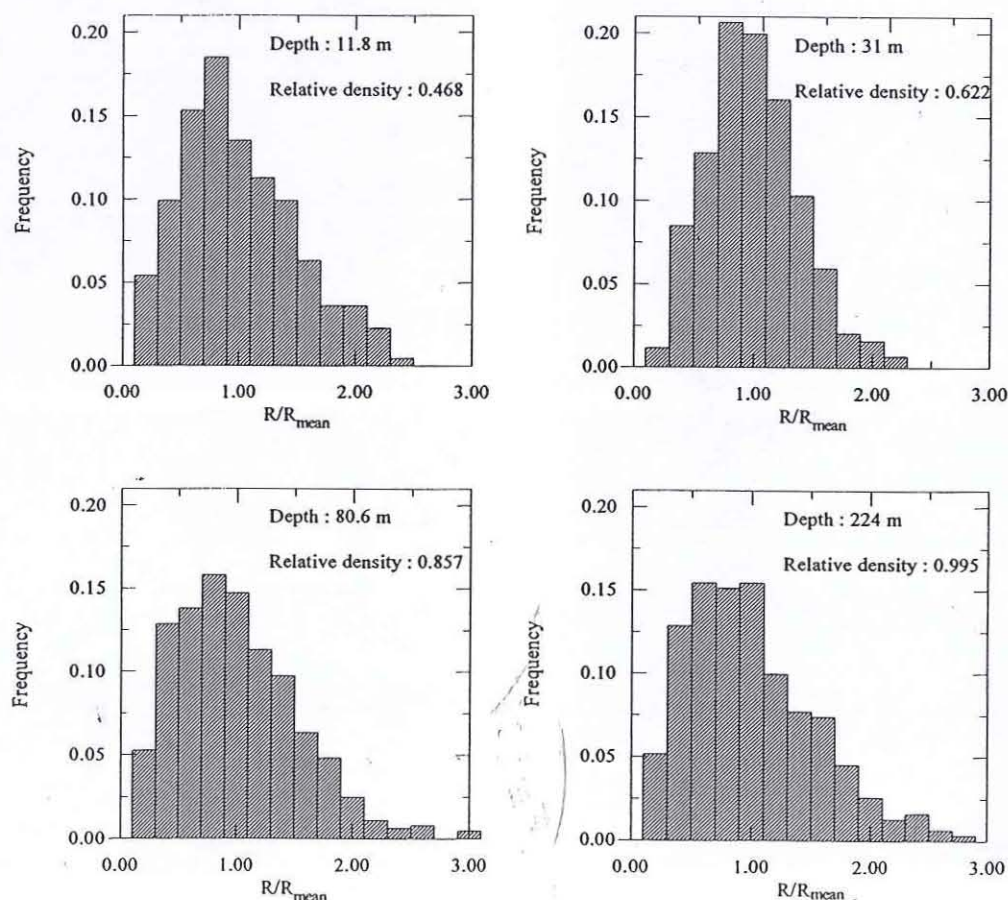 Depth : 11.8 m
Relative density : 0.468
Frequency
0.20
0.15
0.10
0.05
0.00
0.00 1.00 2.00 3.00
R/Rmean
Depth : 31 m
Relative density : 0.622
Frequency
0.20
0.15
0.10
0.05
0.00
0.00 1.00 2.00 3.00
R/Rmean
Depth : 80.6 m
Relative density : 0.857
Frequency
0.20
0.15
0.10
0.05
0.00
0.00 1.00 2.00 3.00
R/Rmean
Depth : 224 m
Relative density : 0.995
Frequency
0.20
0.15
0.10
0.05
0.00
0.00 1.00 2.00 3.00
R/Rmean